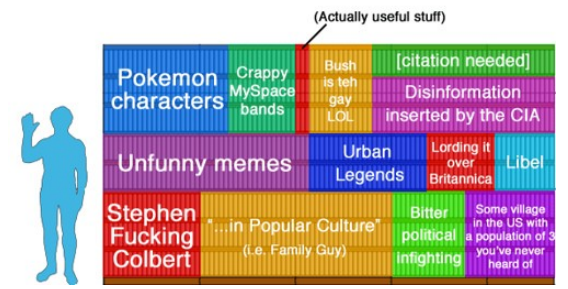 (Actually useful stuff)
Pokemon
characters
Crappy
MySpace
bands
Bush
is teh
gay
LOL
[citation needed]
Disinformation
inserted by the CIA
Unfunny memes
Urban
Legends
Lording it
over
Britannica
Libel
Stephen
Fucking
Colbert
"...in Popular Culture"
(i.e. Family Guy)
Bitter
political
infighting
Some village
in the US with
a population of 3
you've never
heard of